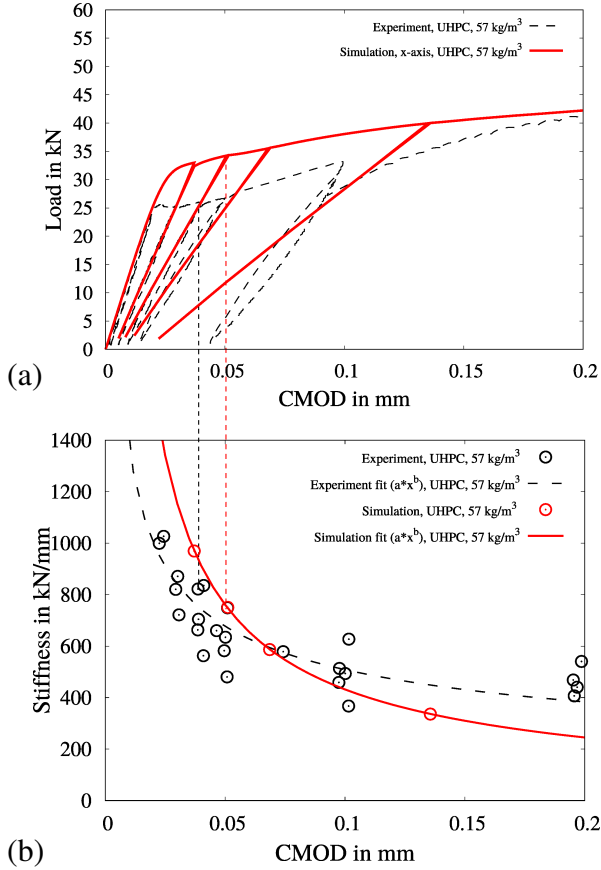 Experiment, UHPC, 57 kg/m³
Simulation, x-axis, UHPC, 57 kg/m³
Load in kN
60
55
50
45
40
35
30
25
20
15
10
5
0
0
0.05
0.1
0.15
0.2
CMOD in mm
(a)
Experiment, UHPC, 57 kg/m³
Experiment fit (a*xᵇ), UHPC, 57 kg/m³
Simulation, UHPC, 57 kg/m³
Simulation fit (a*xᵇ), UHPC, 57 kg/m³
Stiffness in kN/mm
1400
1200
1000
800
600
400
200
0
0
0.05
0.1
0.15
0.2
CMOD in mm
(b)